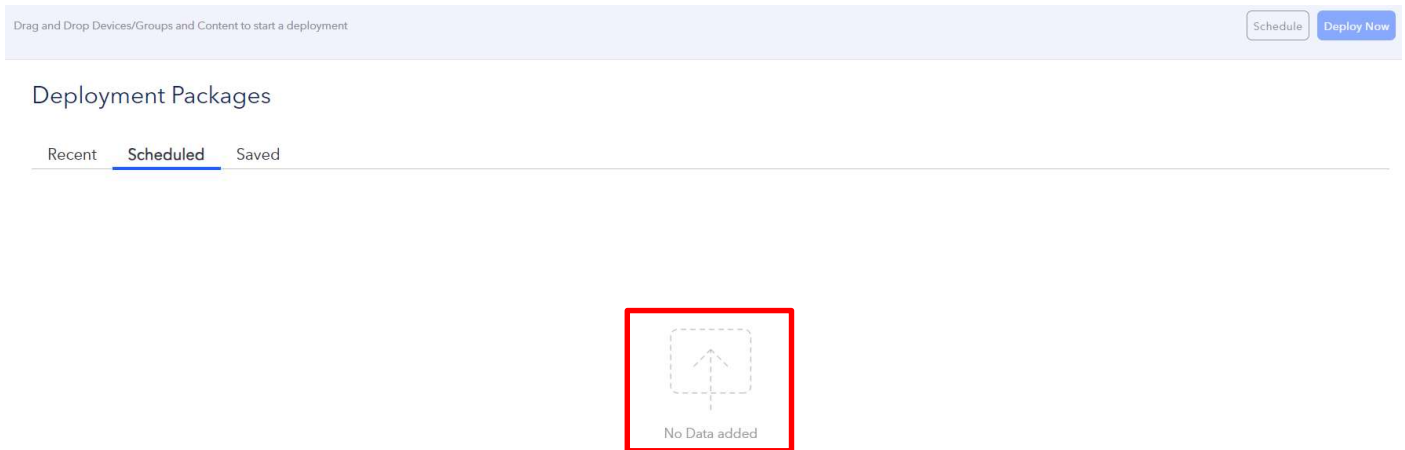 Drag and Drop Devices/Groups and Content to start a deployment
Schedule
Deploy Now
Deployment Packages
Recent Scheduled Saved
No Data added